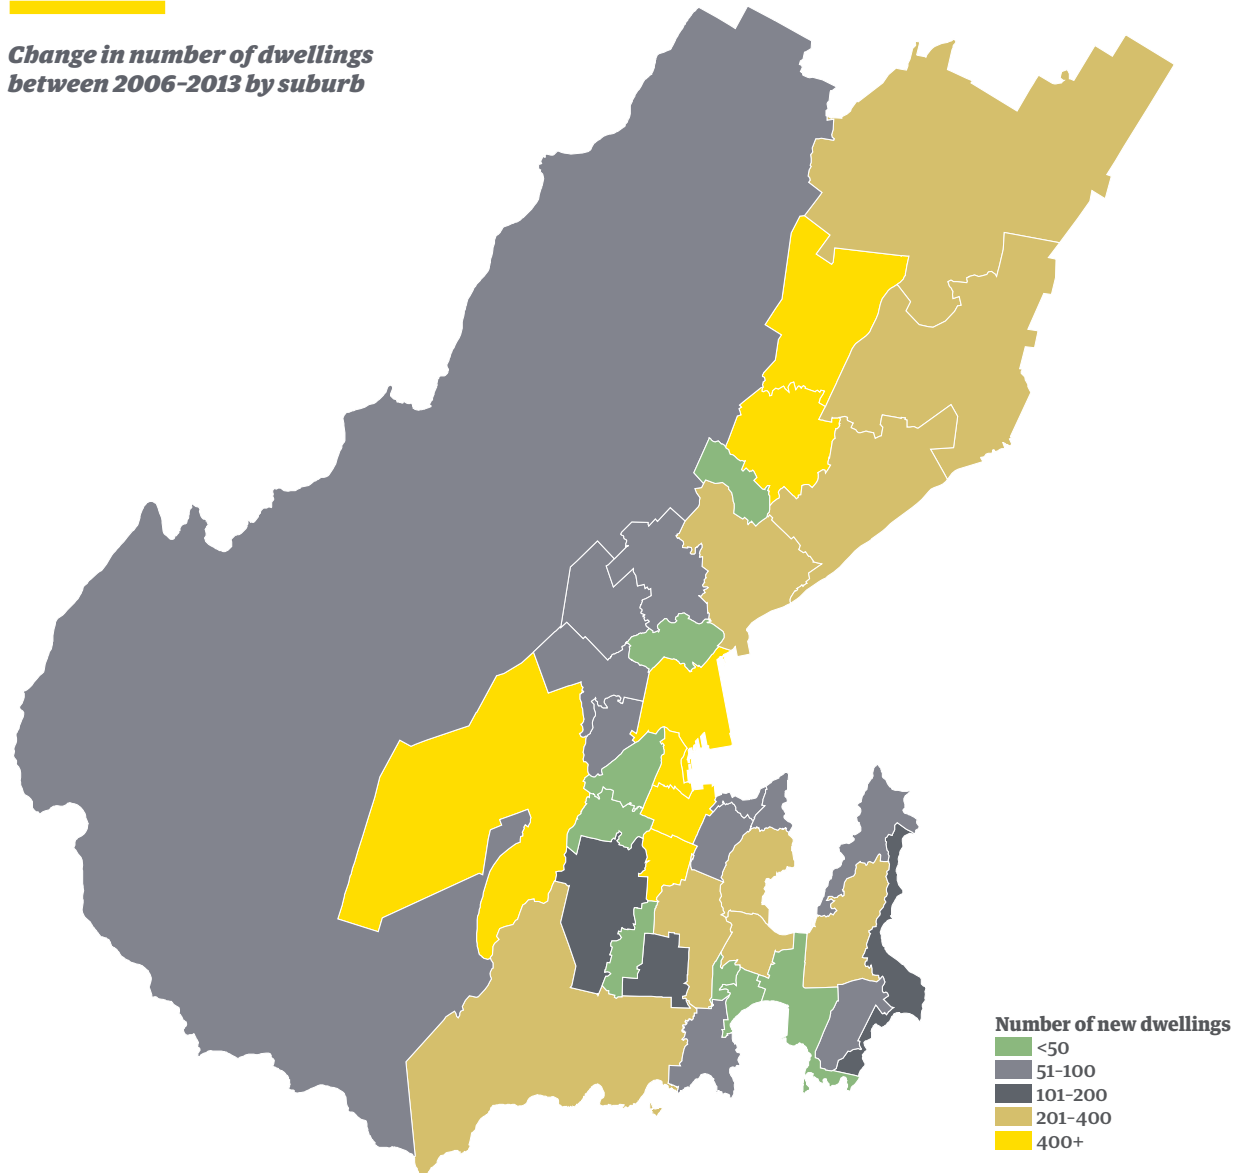 Change in number of dwellings
between 2006-2013 by suburb
Number of new dwellings
<50
51-100
101-200
201-400
400+